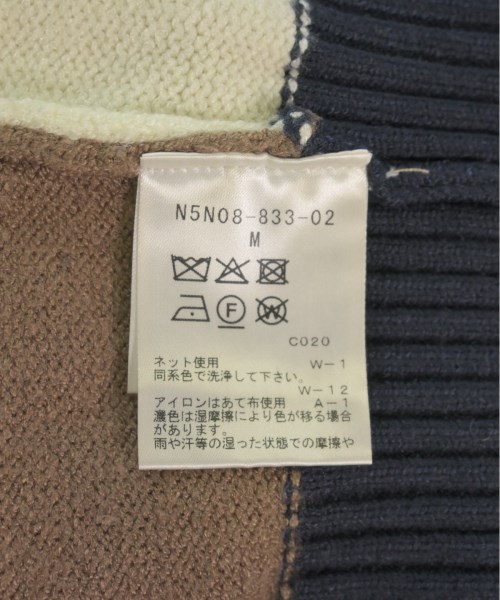 N5N08-833-02
M
F W
C020
ネット使用 W-1
同系色で洗浄して下さい。
W-12
アイロンはあて布使用 A-1
濃色は湿摩擦により色が移る場合
があります。
雨や汗等の湿った状態での摩擦や